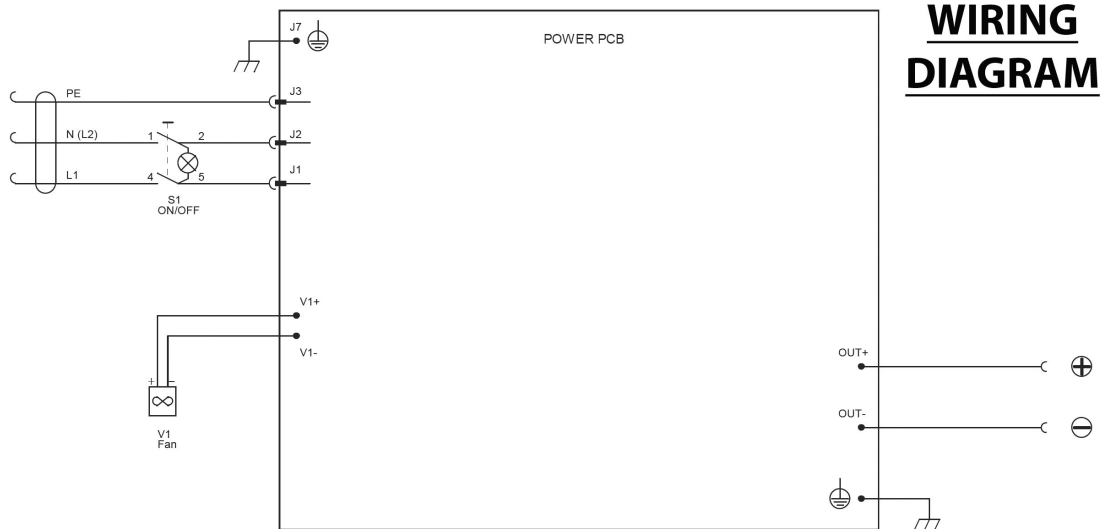 WIRING
DIAGRAM
J7
POWER PCB
PE
J3
N (L2)
1
2
J2
L1
4
5
J1
S1
ON/OFF
V1+
V1-
+
-
V1
Fan
OUT+
OUT-